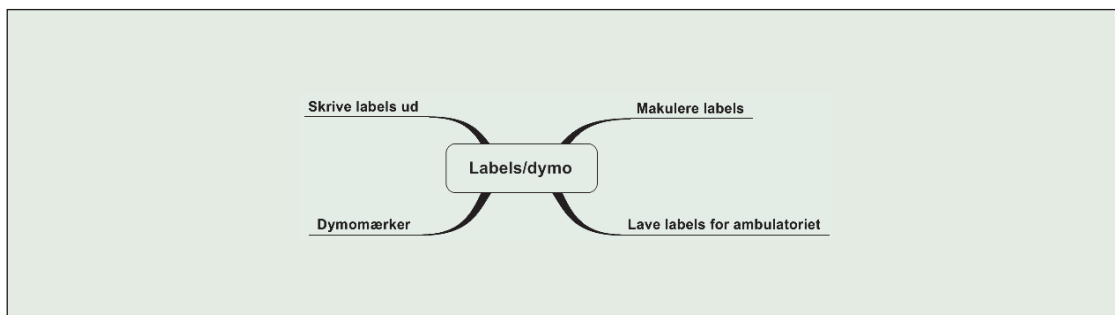 Skrive labels ud
Makulere labels
Labels/dymo
Dymomærker
Lave labels for ambulatoriet